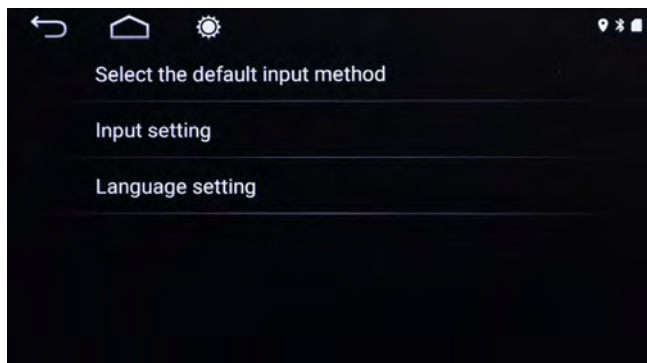 Select the default input method
Input setting
Language setting